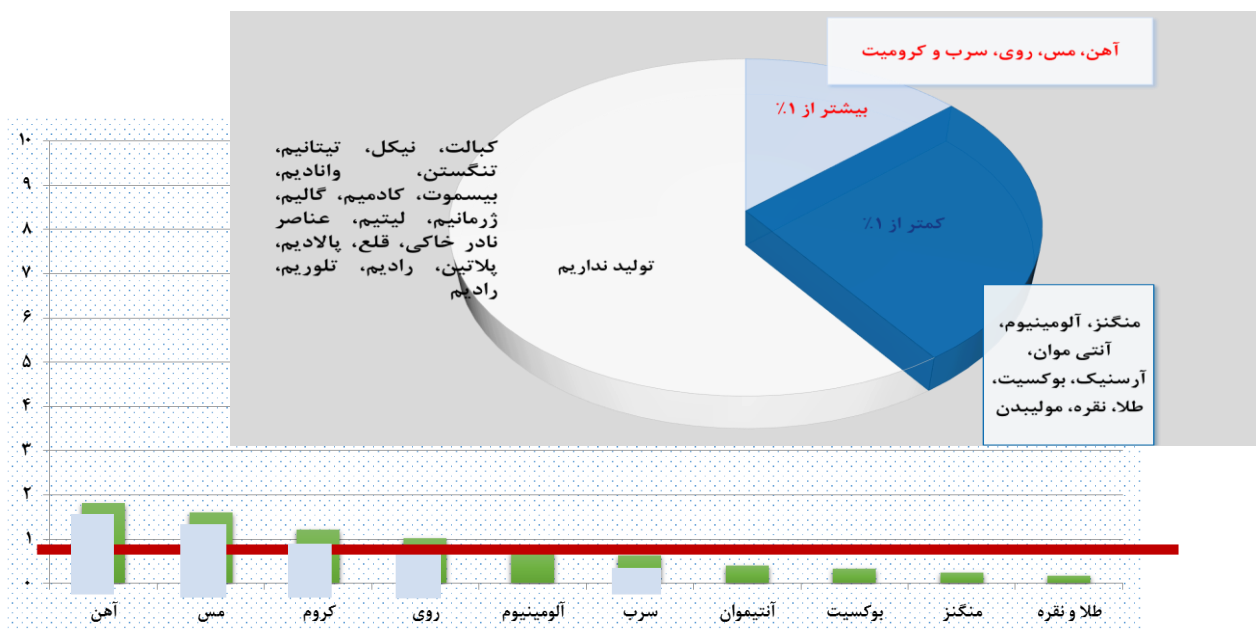 آهن، مس، روی، سرب و کرومیت
بیشتر از ۱٪
کبالت، نیکل، تیتانیم،
تنگستن، وانادیم،
بیسموت، کادمیم، گالیم،
ژرمانیم، لیتیم، عناصر
نادر خاکی، قلع، پالادیم،
پلاتین، رادیم، تلوریم،
رادیم
تولید نداریم
کمتر از ۱٪
منگنز، آلومینیوم،
آنتی موان،
آرسنیک، بوکسیت،
طلا، نقره، مولیبدن
۱۰
۹
۸
۷
۶
۵
۴
۳
۲
۱
۰
آهن
مس
کروم
روی
آلومینیوم
سرب
آنتیموان
بوکسیت
منگنز
طلا و نقره